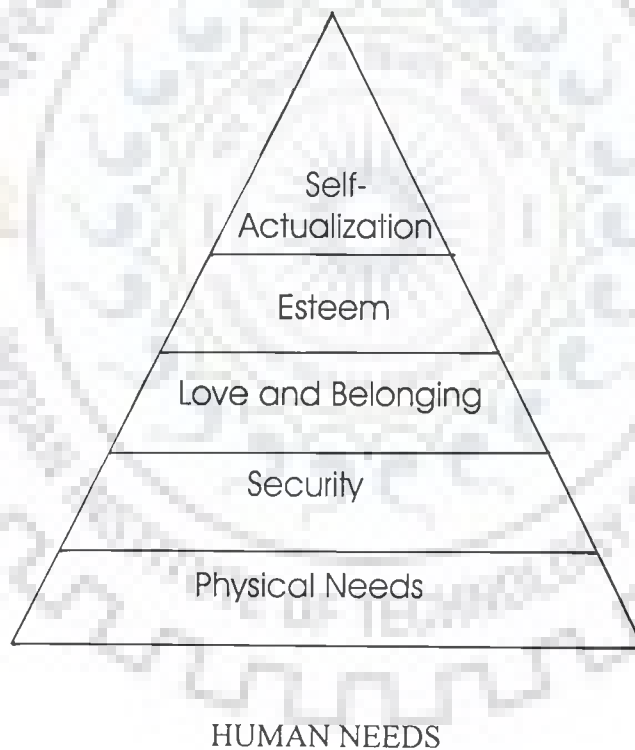 Self-
Actualization
Esteem
Love and Belonging
Security
Physical Needs
HUMAN NEEDS